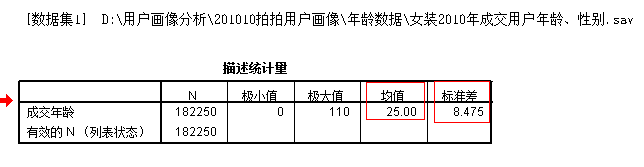 [数据集1] D:\用户画像分析\201010拍拍用户画像\年龄数据\女装2010年成交用户年龄、性别.sav
描述统计量
N 极小值 极大值 均值 标准差
成交年龄 182250 0 110 25.00 8.475
有效的 N （列表状态） 182250